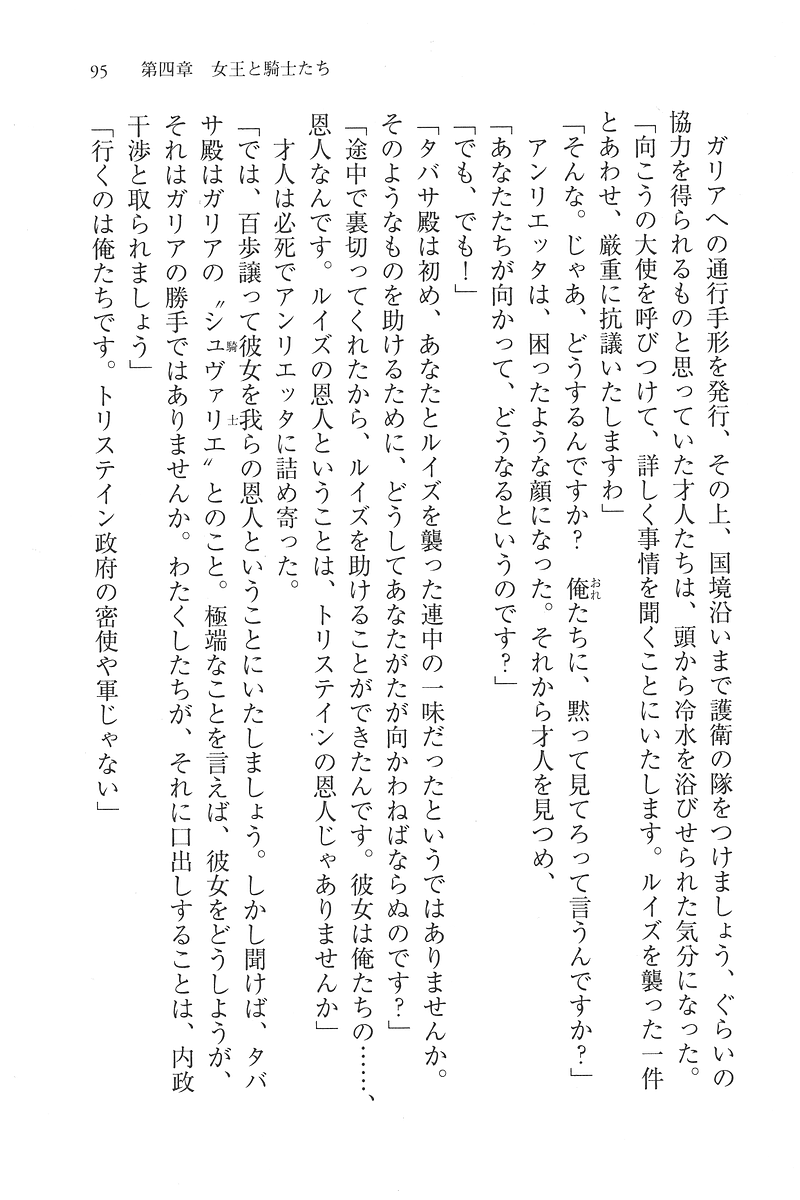 95　第四章　女王と騎士たち
　ガリアへの通行手形を発行、その上、国境沿いまで護衛の隊をつけましょう、ぐらいの
協力を得られるものと思っていた才人たちは、頭から冷水を浴びせられた気分になった。
「向こうの大使を呼びつけて、詳しく事情を聞くことにいたします。ルイズを襲った一件
とあわせ、厳重に抗議いたしますわ」
「そんな。じゃあ、どうするんですか？　俺たちに、黙って見てろって言うんですか？」
おれ
　アンリエッタは、困ったような顔になった。それから才人を見つめ、
「あなたたちが向かって、どうなるというのです？」
「でも、でも！」
「タバサ殿は初め、あなたとルイズを襲った連中の一味だったというではありませんか。
そのようなものを助けるために、どうしてあなたがたが向かわねばならぬのです？」
「途中で裏切ってくれたから、ルイズを助けることができたんです。彼女は俺たちの……、
恩人なんです。ルイズの恩人ということは、トリステインの恩人じゃありませんか」
　才人は必死でアンリエッタに詰め寄った。
「では、百歩譲って彼女を我らの恩人ということにいたしましょう。しかし聞けば、タバ
サ殿はガリアの〝シュヴァリエ〟とのこと。極端なことを言えば、彼女をどうしようが、
騎士
それはガリアの勝手ではありませんか。わたくしたちが、それに口出しすることは、内政
干渉と取られましょう」
「行くのは俺たちです。トリステイン政府の密使や軍じゃない」